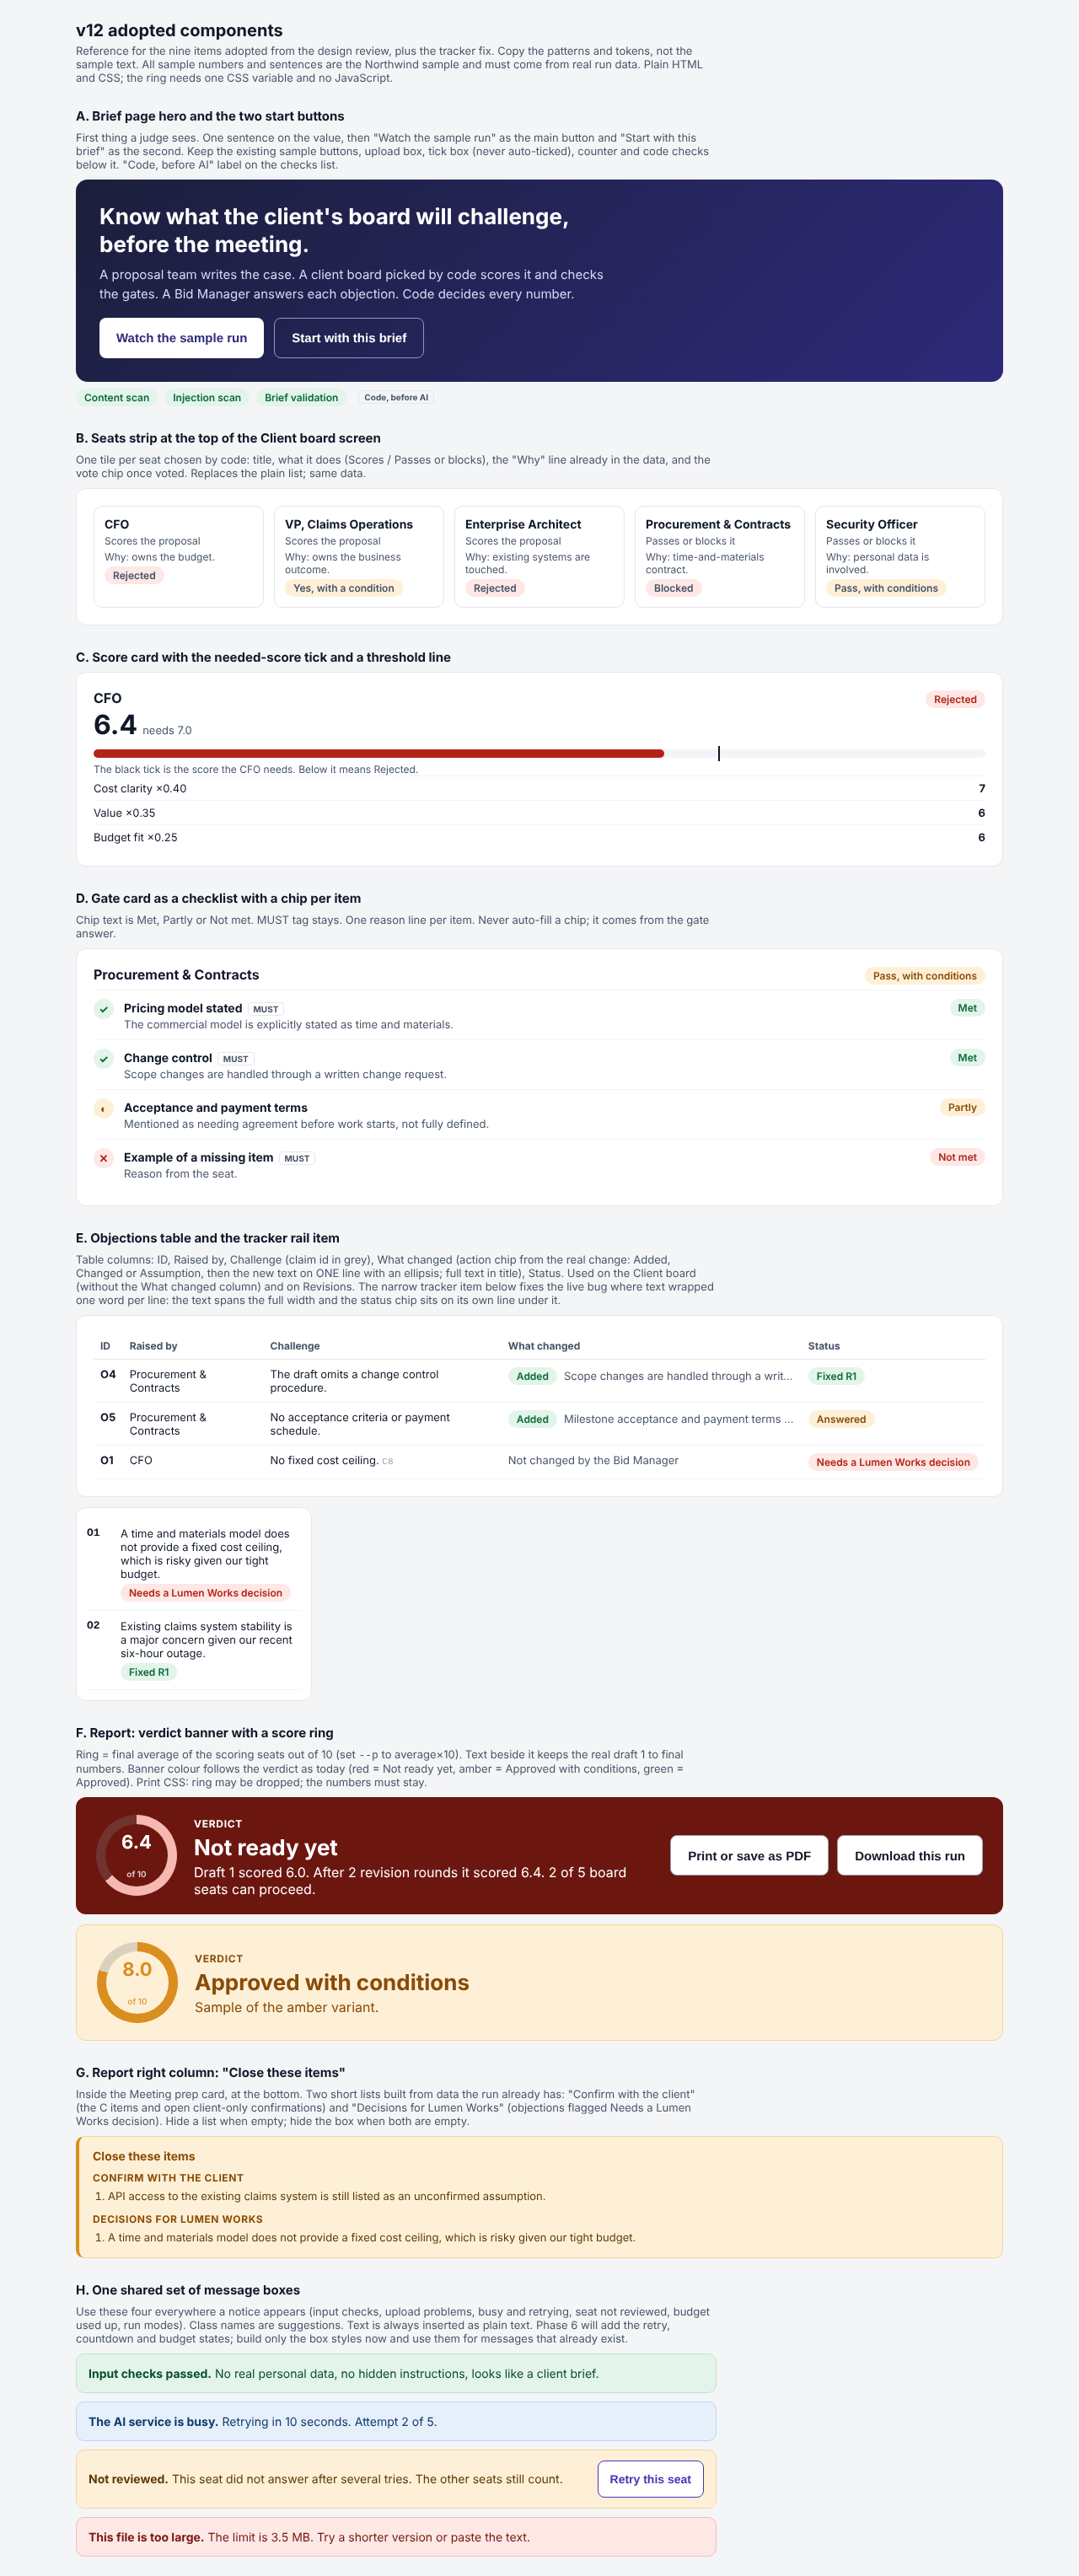 v12 adopted components
Reference for the nine items adopted from the design review, plus the tracker fix. Copy the patterns and tokens, not the
sample text. All sample numbers and sentences are the Northwind sample and must come from real run data. Plain HTML
and CSS; the ring needs one CSS variable and no JavaScript.
A. Brief page hero and the two start buttons
First thing a judge sees. One sentence on the value, then "Watch the sample run" as the main button and "Start with this
brief" as the second. Keep the existing sample buttons, upload box, tick box (never auto-ticked), counter and code checks
below it. "Code, before AI" label on the checks list.
Know what the client's board will challenge,
before the meeting.
A proposal team writes the case. A client board picked by code scores it and checks
the gates. A Bid Manager answers each objection. Code decides every number.
Watch the sample run Start with this brief
Content scan Injection scan Brief validation Code, before AI
B. Seats strip at the top of the Client board screen
One tile per seat chosen by code: title, what it does (Scores / Passes or blocks), the "Why" line already in the data, and the
vote chip once voted. Replaces the plain list; same data.
CFO
Scores the proposal
Why: owns the budget.
Rejected
VP, Claims Operations
Scores the proposal
Why: owns the business
outcome.
Yes, with a condition
Enterprise Architect
Scores the proposal
Why: existing systems are
touched.
Rejected
Procurement & Contracts
Passes or blocks it
Why: time-and-materials
contract.
Blocked
Security Officer
Passes or blocks it
Why: personal data is
involved.
Pass, with conditions
C. Score card with the needed-score tick and a threshold line
CFO Rejected
6.4 needs 7.0
The black tick is the score the CFO needs. Below it means Rejected.
Cost clarity ×0.40 7
Value ×0.35 6
Budget fit ×0.25 6
D. Gate card as a checklist with a chip per item
Chip text is Met, Partly or Not met. MUST tag stays. One reason line per item. Never auto-fill a chip; it comes from the gate
answer.
Procurement & Contracts Pass, with conditions
✓ Pricing model stated MUST Met
The commercial model is explicitly stated as time and materials.
✓ Change control MUST Met
Scope changes are handled through a written change request.
Acceptance and payment terms Partly
Mentioned as needing agreement before work starts, not fully defined.
✕ Example of a missing item MUST Not met
Reason from the seat.
E. Objections table and the tracker rail item
Table columns: ID, Raised by, Challenge (claim id in grey), What changed (action chip from the real change: Added,
Changed or Assumption, then the new text on ONE line with an ellipsis; full text in title), Status. Used on the Client board
(without the What changed column) and on Revisions. The narrow tracker item below fixes the live bug where text wrapped
one word per line: the text spans the full width and the status chip sits on its own line under it.
ID Raised by Challenge What changed Status
O4 Procurement & The draft omits a change control Added Scope changes are handled through a writ... Fixed R1
Contracts procedure.
O5 Procurement & No acceptance criteria or payment Added Milestone acceptance and payment terms ... Answered
Contracts schedule.
O1 CFO No fixed cost ceiling. C8 Not changed by the Bid Manager Needs a Lumen Works decision
O1 A time and materials model does
not provide a fixed cost ceiling,
which is risky given our tight
budget.
Needs a Lumen Works decision
O2 Existing claims system stability is
a major concern given our recent
six-hour outage.
Fixed R1
F. Report: verdict banner with a score ring
Ring = final average of the scoring seats out of 10 (set --p to average×10). Text beside it keeps the real draft 1 to final
numbers. Banner colour follows the verdict as today (red = Not ready yet, amber = Approved with conditions, green =
Approved). Print CSS: ring may be dropped; the numbers must stay.
6.4
of 10
VERDICT
Not ready yet
Draft 1 scored 6.0. After 2 revision rounds it scored 6.4. 2 of 5 board
seats can proceed.
Print or save as PDF Download this run
8.0
of 10
VERDICT
Approved with conditions
Sample of the amber variant.
G. Report right column: "Close these items"
Inside the Meeting prep card, at the bottom. Two short lists built from data the run already has: "Confirm with the client"
(the C items and open client-only confirmations) and "Decisions for Lumen Works" (objections flagged Needs a Lumen
Works decision). Hide a list when empty; hide the box when both are empty.
Close these items
CONFIRM WITH THE CLIENT
1. API access to the existing claims system is still listed as an unconfirmed assumption.
DECISIONS FOR LUMEN WORKS
1. A time and materials model does not provide a fixed cost ceiling, which is risky given our tight budget.
H. One shared set of message boxes
Use these four everywhere a notice appears (input checks, upload problems, busy and retrying, seat not reviewed, budget
used up, run modes). Class names are suggestions. Text is always inserted as plain text. Phase 6 will add the retry,
countdown and budget states; build only the box styles now and use them for messages that already exist.
Input checks passed. No real personal data, no hidden instructions, looks like a client brief.
The AI service is busy. Retrying in 10 seconds. Attempt 2 of 5.
Not reviewed. This seat did not answer after several tries. The other seats still count. Retry this seat
This file is too large. The limit is 3.5 MB. Try a shorter version or paste the text.